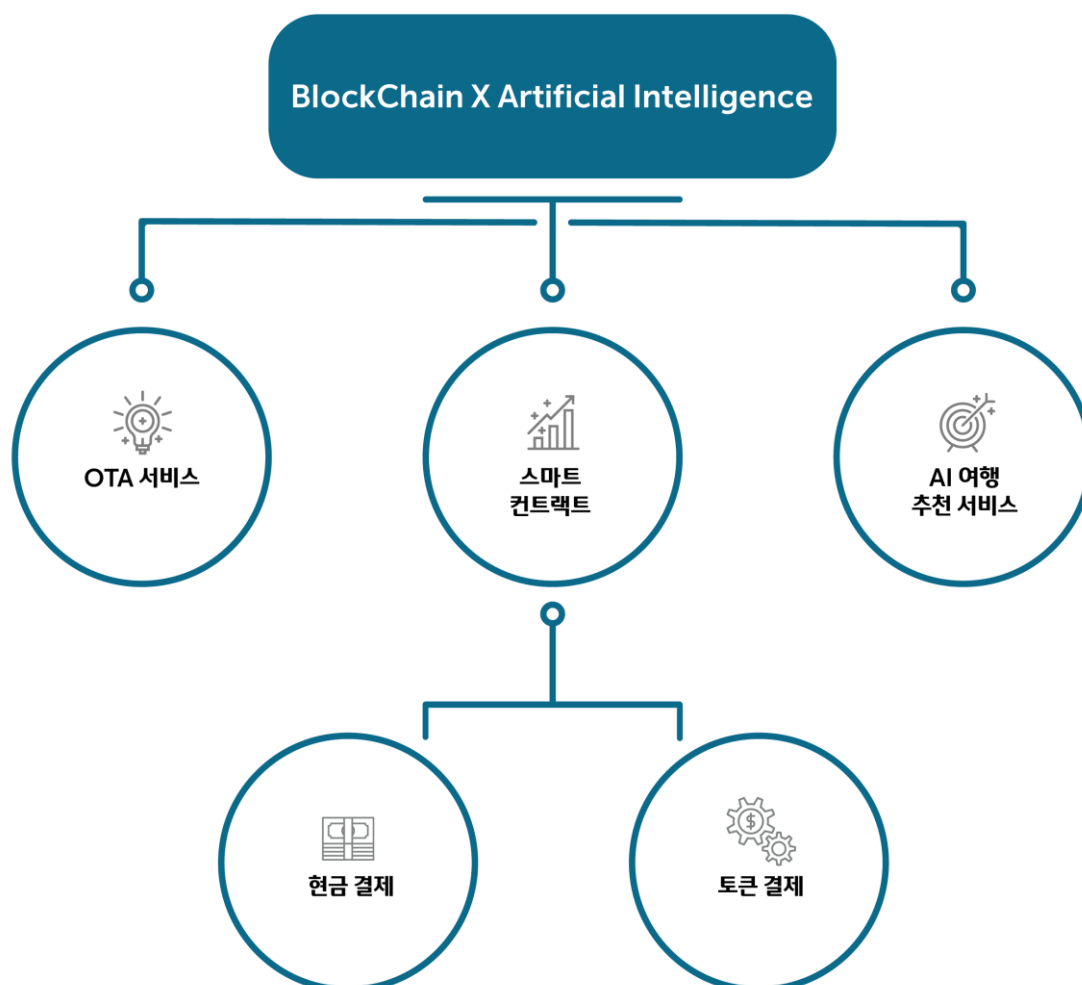 BlockChain X Artificial Intelligence
OTA 서비스
스마트
컨트랙트
AI 여행
추천 서비스
현금 결제
토큰 결제